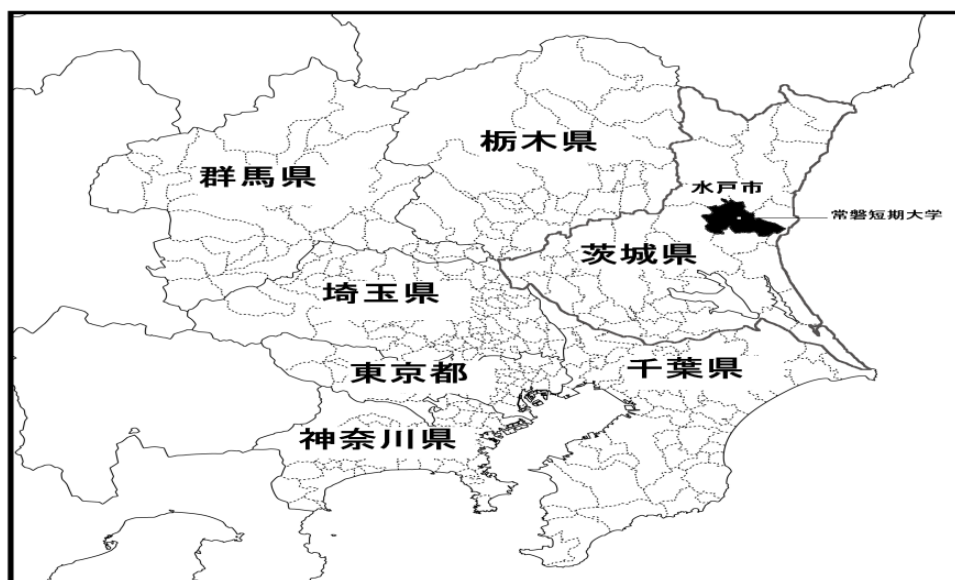 栃木県
群馬県
水戸市
常磐短期大学
茨城県
埼玉県
東京都
千葉県
神奈川県